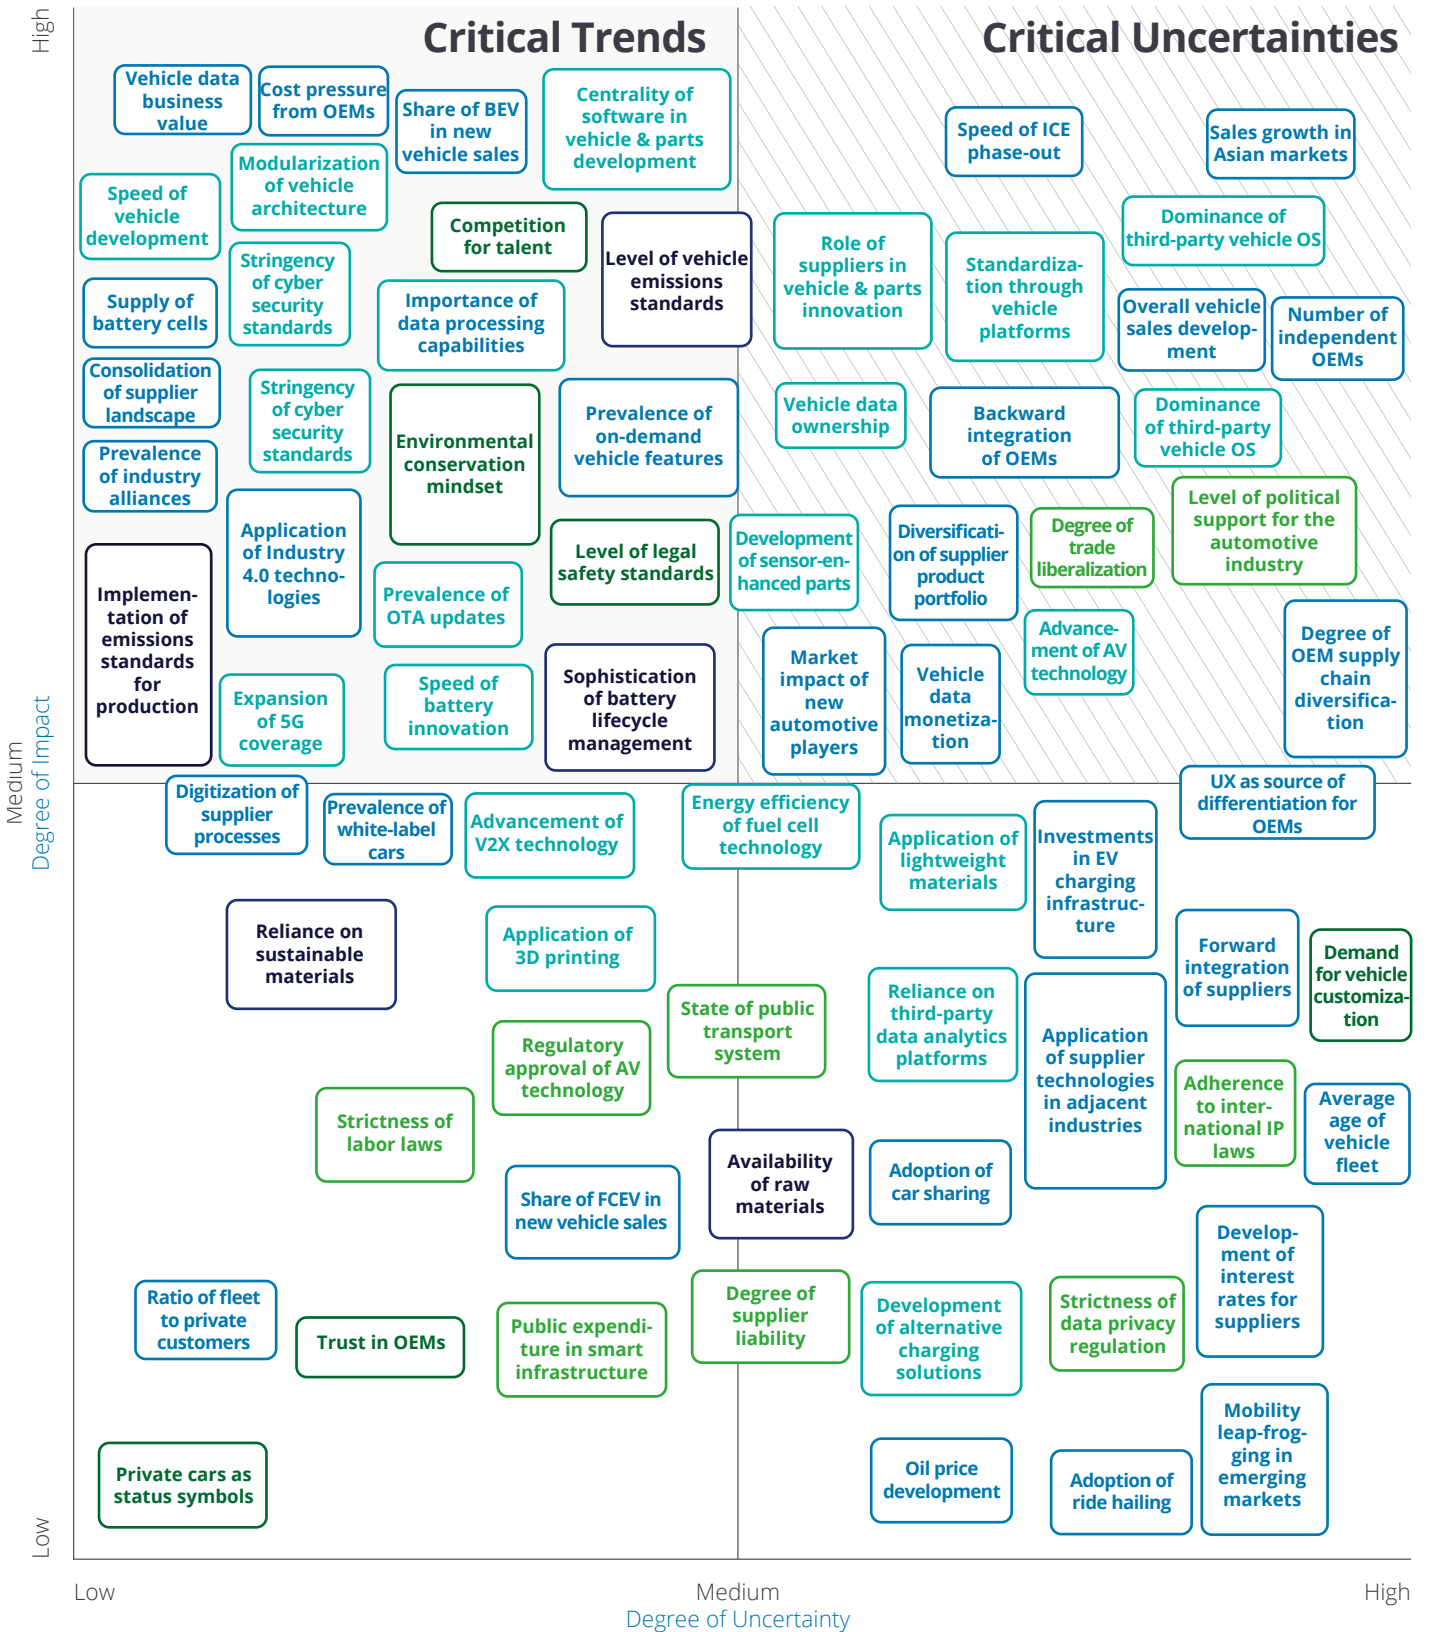 High
Critical Trends
Critical Uncertainties
Vehicle data
business
value
Cost pressure
from OEMs
Share of BEV
in new
vehicle sales
Centrality of
software in
vehicle & parts
development
Speed of ICE
phase-out
Sales growth in
Asian markets
Modularization
of vehicle
architecture
Speed of
vehicle
development
Competition
for talent
Level of vehicle
emissions
standards
Role of
suppliers in
vehicle & parts
innovation
Standardiza-
tion through
vehicle
platforms
Dominance of
third-party vehicle OS
Stringency
of cyber
security
standards
Supply of
battery cells
Importance of
data processing
capabilities
Overall vehicle
sales develop-
ment
Number of
independent
OEMs
Consolidation
of supplier
landscape
Stringency
of cyber
security
standards
Environmental
conservation
mindset
Prevalence of
on-demand
vehicle features
Vehicle data
ownership
Backward
integration
of OEMs
Dominance
of third-party
vehicle OS
Prevalence
of industry
alliances
Application
of Industry
4.0 techno-
logies
Level of legal
safety standards
Development
of sensor-en-
hanced parts
Diversificati-
on of supplier
product
portfolio
Degree of
trade
liberalization
Level of political
support for the
automotive
industry
Implemen-
tation of
emissions
standards
for
production
Prevalence of
OTA updates
Advance-
ment of AV
technology
Degree of
OEM supply
chain
diversifica-
tion
Market
impact of
new
automotive
players
Vehicle
data
monetiza-
tion
Expansion
of 5G
coverage
Speed of
battery
innovation
Sophistication
of battery
lifecycle
management
Medium
Degree of Impact
Digitization of
supplier
processes
Prevalence of
white-label
cars
Advancement of
V2X technology
Energy efficiency
of fuel cell
technology
Application of
lightweight
materials
Investments
in EV
charging
infrastruc-
ture
UX as source of
differentiation for
OEMs
Reliance on
sustainable
materials
Application of
3D printing
Forward
integration
of suppliers
Demand
for vehicle
customiza-
tion
State of public
transport
system
Reliance on
third-party
data analytics
platforms
Application
of supplier
technologies
in adjacent
industries
Regulatory
approval of AV
technology
Strictness of
labor laws
Adherence
to inter-
national IP
laws
Average
age of
vehicle
fleet
Availability
of raw
materials
Adoption of
car sharing
Share of FCEV in
new vehicle sales
Develop-
ment of
interest
rates for
suppliers
Ratio of fleet
to private
customers
Trust in OEMs
Public expendi-
ture in smart
infrastructure
Degree of
supplier
liability
Development
of alternative
charging
solutions
Strictness of
data privacy
regulation
Mobility
leap-frog-
ging in
emerging
markets
Private cars as
status symbols
Oil price
development
Adoption of
ride hailing
Low
Low
Medium
High
Degree of Uncertainty